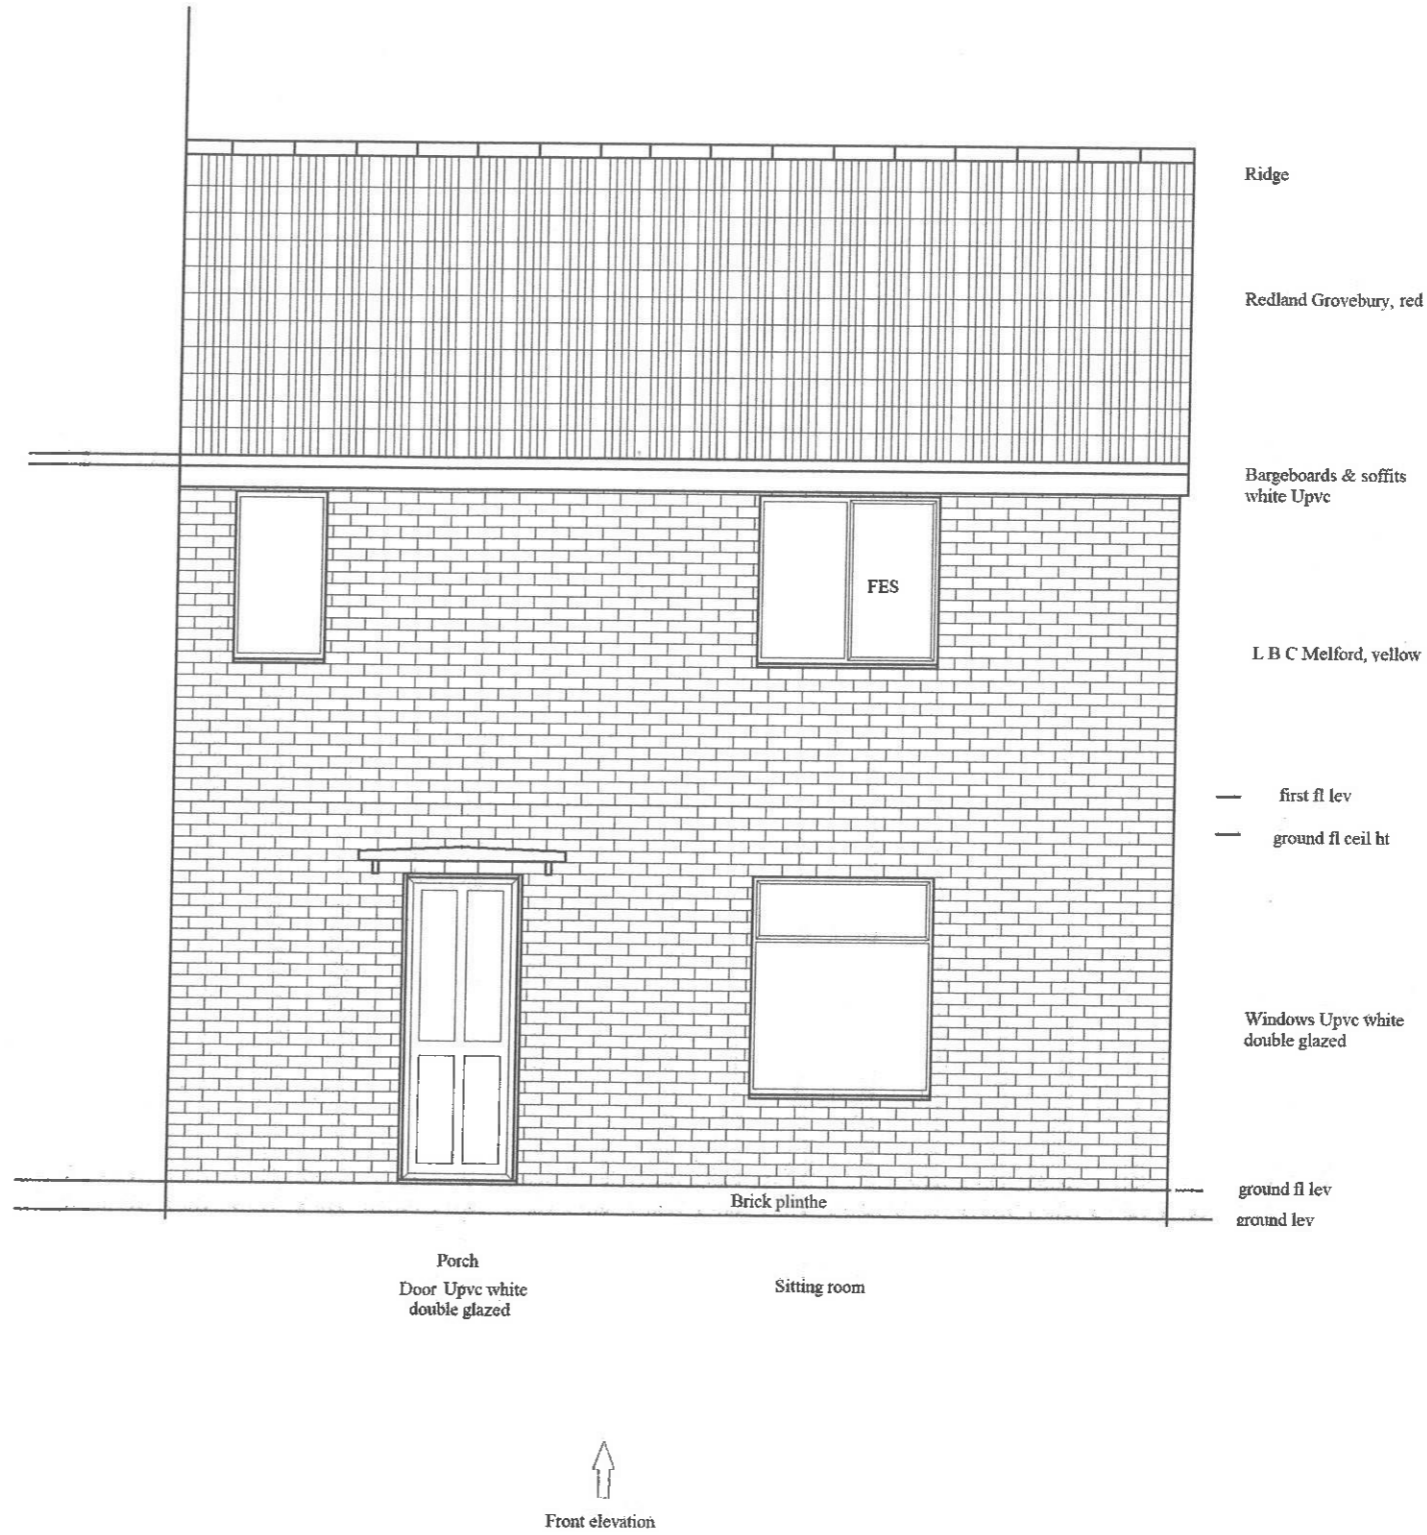 Ridge
Redland Grovebury, red
Bargeboards & soffits
white Upvc
FES
L B C Melford, yellow
first fl lev
ground fl ceil ht
Windows Upvc white
double glazed
ground fl lev
Brick plinthe
ground lev
Porch
Door Upvc white
double glazed
Sitting room
Front elevation